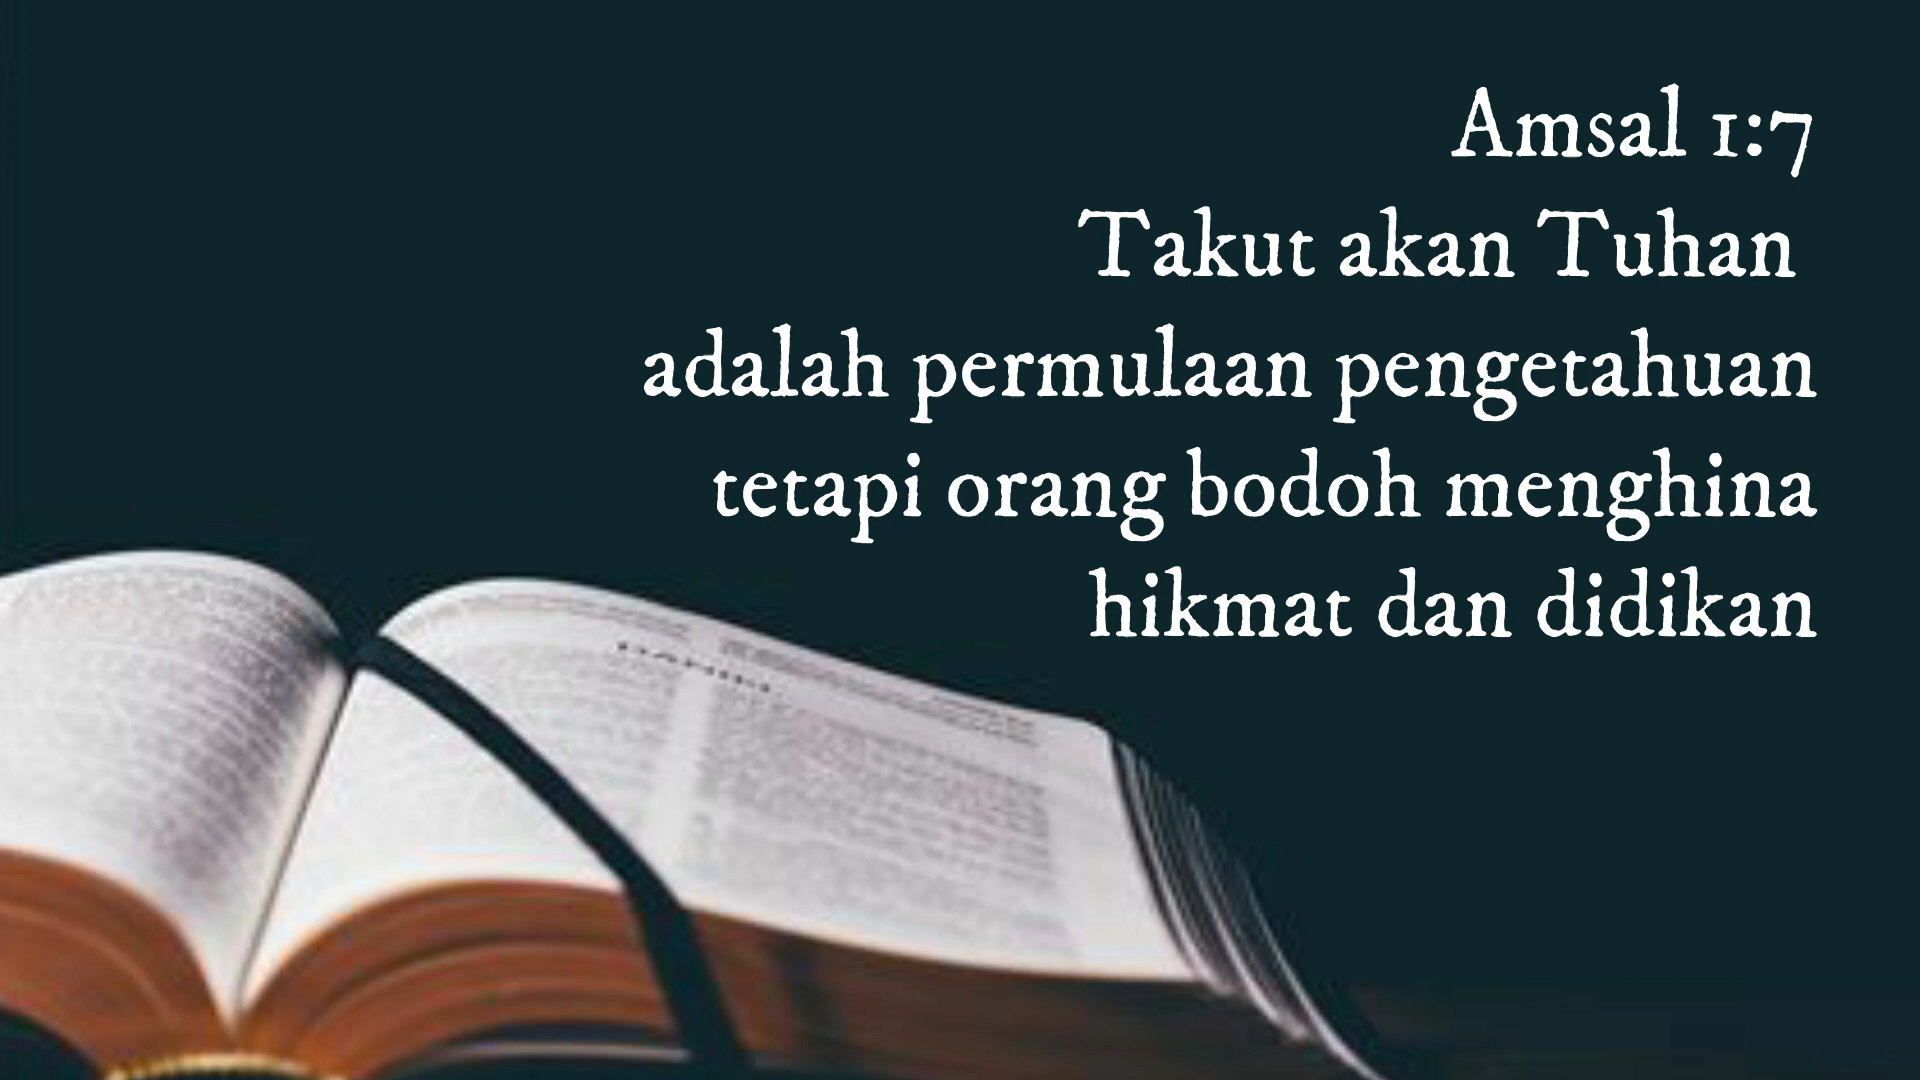 Amsal 1:7
Takut akan Tuhan
adalah permulaan pengetahuan
tetapi orang bodoh menghina
hikmat dan didikan